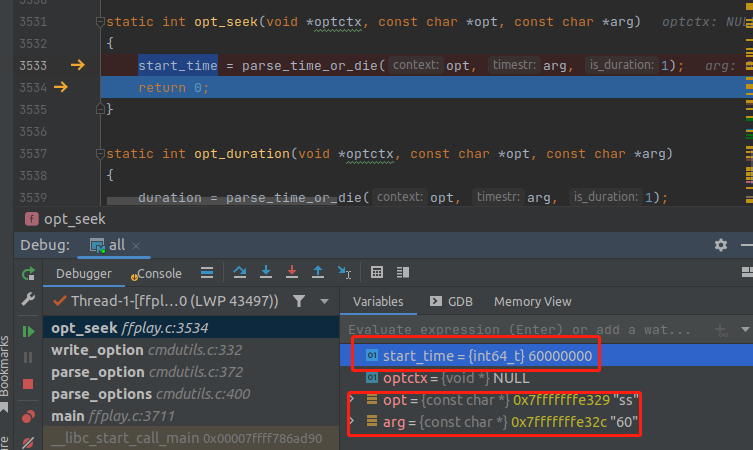 3531 static int opt_seek(void *optctx, const char *opt, const char *arg) optctx: NUL
3532 {
3533 start_time = parse_time_or_die( context: opt, timestr: arg, is_duration: 1); arg:
3534 return 0;
3535 }
3536
3537 static int opt_duration(void *optctx, const char *opt, const char *arg)
3538 {
3539 duration = parse_time_or_die( context: opt, timestr: arg, is_duration: 1);
f opt_seek
Debug: all ×
Debugger Console
Thread-1-[ffpl…0 (LWP 43497))
Variables GDB Memory View
opt_seek ffplay.c:3534
Evaluate expression (Enter) or add a wat...
write_option cmdutils.c:332
01 start_time = {int64_t} 60000000
parse_option cmdutils.c:372
01 optctx = {void *} NULL
parse_options cmdutils.c:400
opt = {const char *} 0x7fffffffe329 "ss"
main ffplay.c:3711
arg = {const char *} 0x7fffffffe32c "60"
__libc_start_call_main 0x00007ffff786ad90
Bookmarks